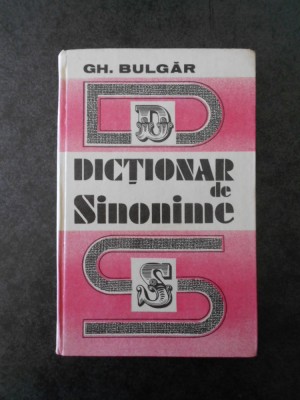 GH. BULGĂR
D
DICȚIONAR
de
Sinonime
S